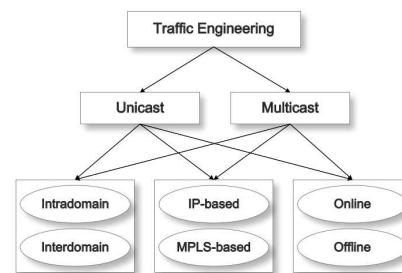 Traffic Engineering
Unicast
Multicast
Intradomain
Interdomain
IP-based
MPLS-based
Online
Offline